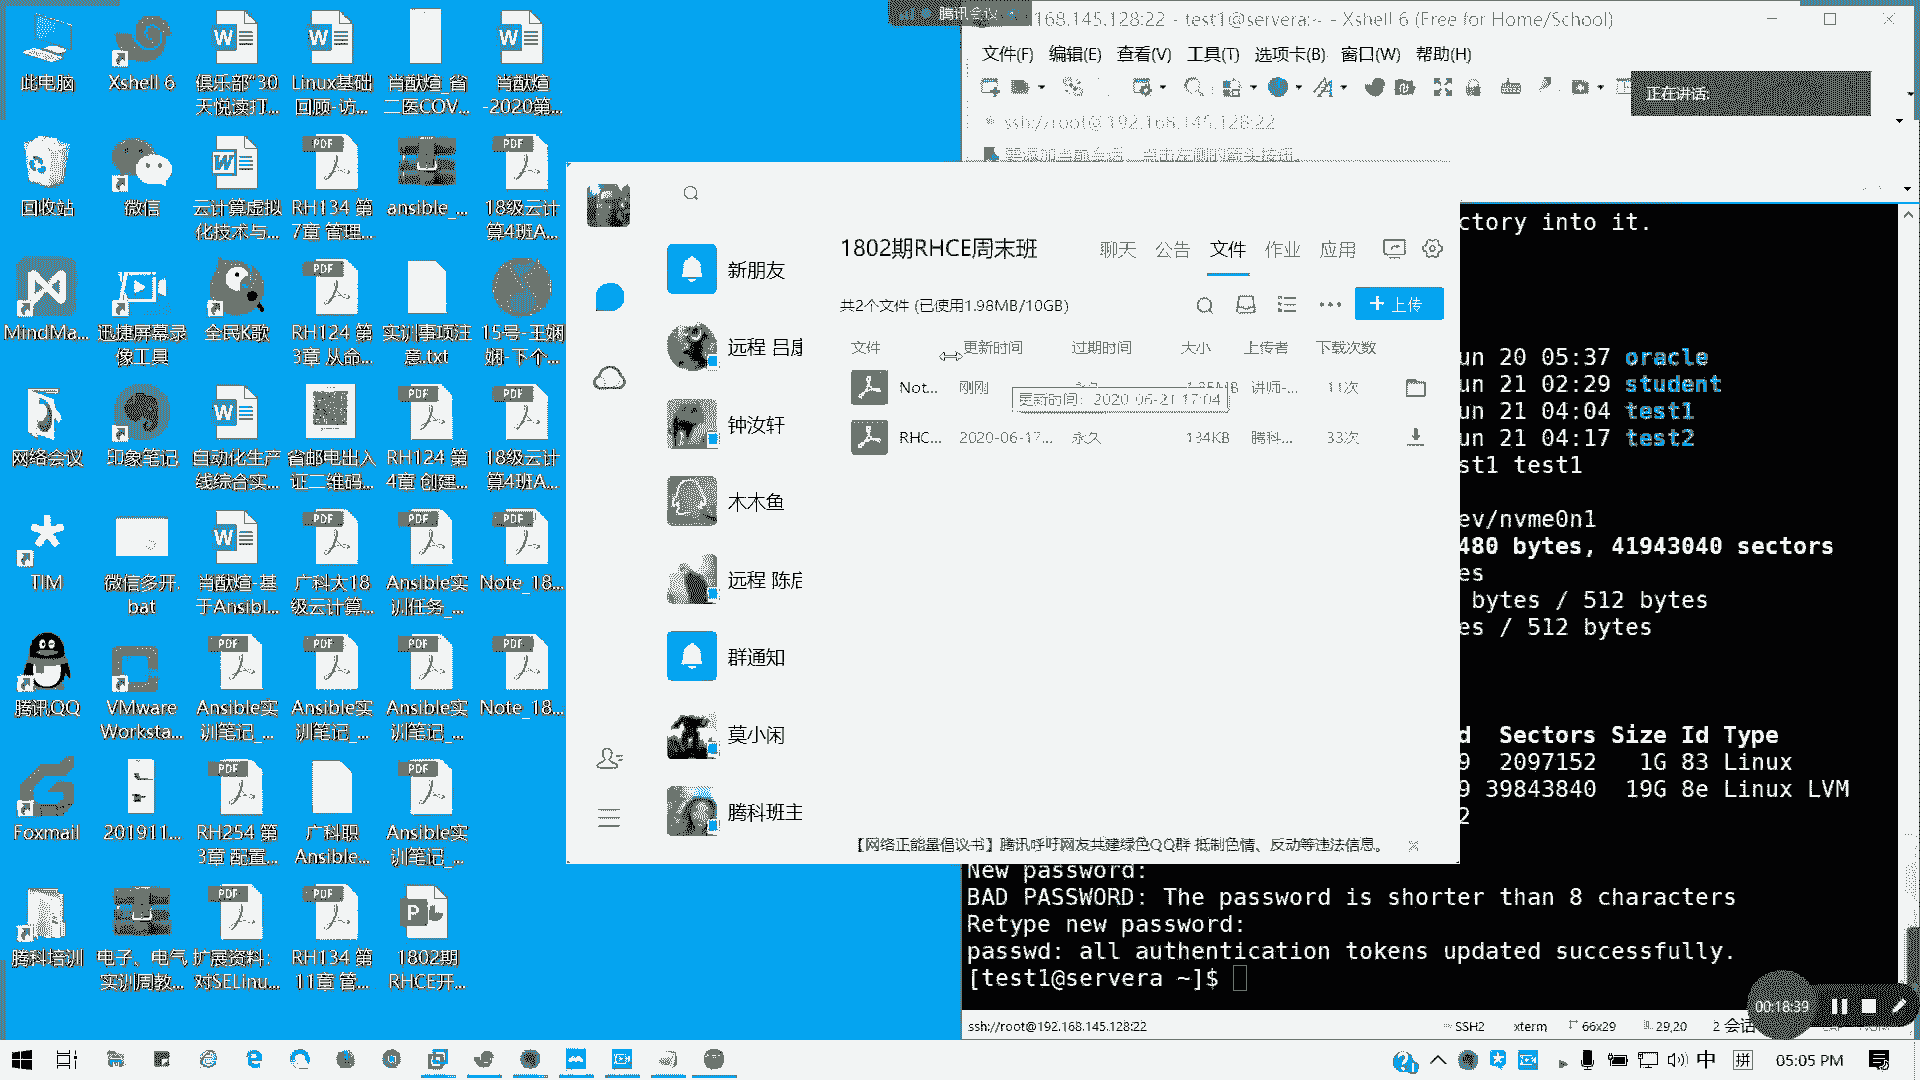 此电脑
Xshell 6
俱乐部"30
天悦读打...
Linux基础
回顾-访...
肖猷煊_省
二医COV...
肖猷煊
-2020第...
回收站
微信
云计算虚拟
化技术与...
RH134 第
7章 管理...
ansible_...
18级云计
算4班A...
MindMa...
迅捷屏幕录
像工具
全民K歌
RH124 第
3章 从命...
实训事项注
意.txt
15号-王娴
娴-下个...
网络会议
印象笔记
自动化生产
线综合实...
省邮电出入
证二维码...
RH124 第
4章 创建...
18级云计
算4班A...
TIM
微信多开.
bat
肖猷煊-基
于Ansibl...
广科大18
级云计算...
Ansible实
训任务_...
Note_18...
腾讯QQ
VMware
Worksta...
Ansible实
训笔记_...
Ansible实
训笔记_...
Ansible实
训笔记_...
Note_18...
Foxmail
201911...
RH254 第
3章 配置...
广科职
Ansible...
Ansible实
训笔记_...
腾科培训
电子、电气
实训周教...
扩展资料:
对SELinu...
RH134 第
11章 管...
1802期
RHCE开...
腾讯会议
168.145.128:22 - test1@servera:~ - Xshell 6 (Free for Home/School)
文件(F) 编辑(E) 查看(V) 工具(T) 选项卡(B) 窗口(W) 帮助(H)
正在讲话:
ssh://root@192.168.145.128:22
要添加当前会话，点击左侧的箭头按钮。
新朋友
远程 吕
钟汝轩
木木鱼
远程 陈
群通知
莫小闲
腾科班主
1802期RHCE周末班
聊天 公告 文件 作业 应用
共2个文件 (已使用1.98MB/10GB)
+ 上传
文件 更新时间 过期时间 大小 上传者 下载次数
Not... 刚刚 讲师-... 11次
更新时间: 2020-06-21 17:04
RHC... 2020-06-17... 永久 134KB 腾科... 33次
【网络正能量倡议书】腾讯呼吁网友共建绿色QQ群 抵制色情、反动等违法信息。
ctory into it.
un 20 05:37 oracle
un 21 02:29 student
un 21 04:04 test1
un 21 04:17 test2
st1 test1
ev/nvme0n1
480 bytes, 41943040 sectors
es
bytes / 512 bytes
es / 512 bytes
d Sectors Size Id Type
9 2097152 1G 83 Linux
9 39843840 19G 8e Linux LVM
2
New password:
BAD PASSWORD: The password is shorter than 8 characters
Retype new password:
passwd: all authentication tokens updated successfully.
[test1@servera ~]$
00:18:39
ssh://root@192.168.145.128:22
SSH2 xterm 66x29 29,20 2 会话
中 拼 05:05 PM